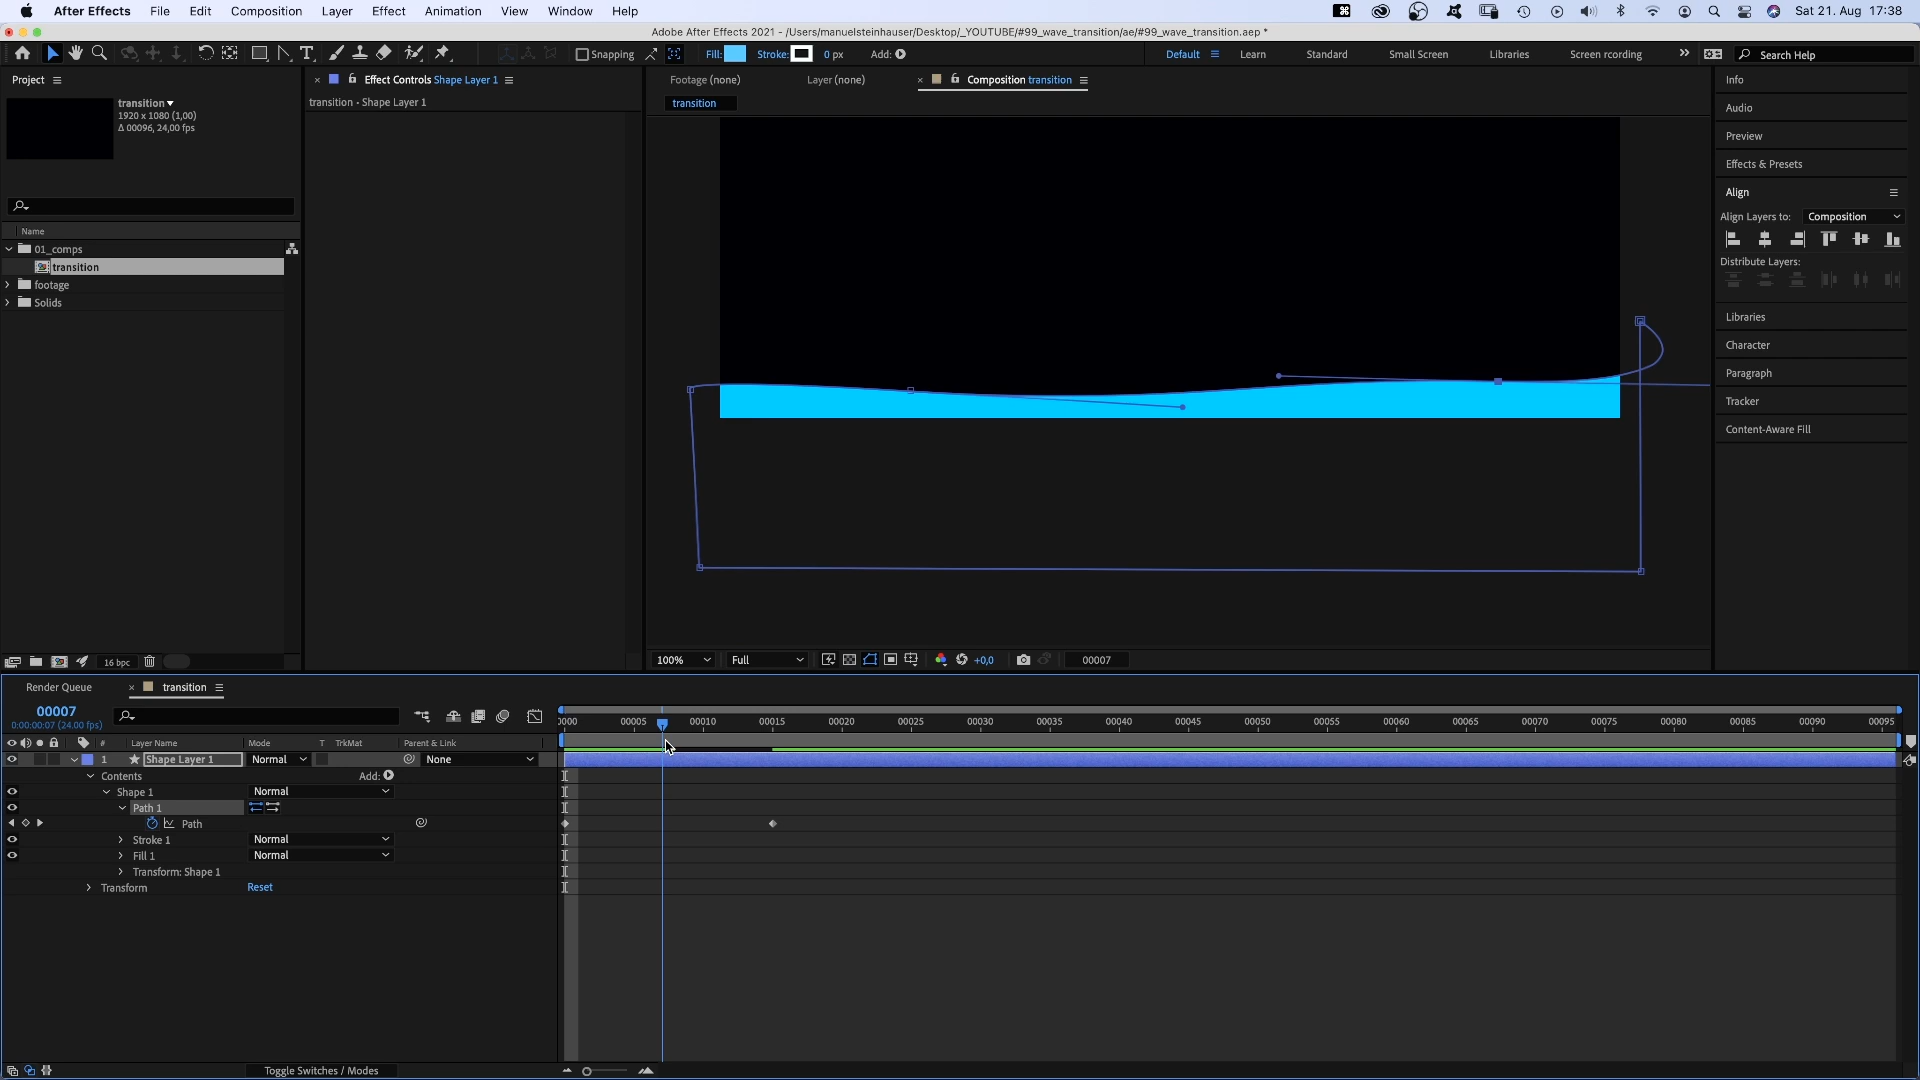 After Effects File Edit Composition Layer Effect Animation View Window Help Sat 21. Aug 17:38
Adobe After Effects 2021 - /Users/manuelsteinhauser/Desktop/_YOUTUBE/#99_wave_transition/ae/#99_wave_transition.aep *
Snapping Fill: Stroke: 0 px Add: Default Learn Standard Small Screen Libraries Screen rcording Search Help
Project
transition
1920 x 1080 (1,00)
Δ 00096, 24,00 fps
Name
01_comps
transition
footage
Solids
16 bpc
Effect Controls Shape Layer 1
transition • Shape Layer 1
Footage (none) Layer (none) Composition transition
transition
100% Full +0,0 00007
Info
Audio
Preview
Effects & Presets
Align
Align Layers to: Composition
Distribute Layers:
Libraries
Character
Paragraph
Tracker
Content-Aware Fill
Render Queue transition
00007
0:00:00:07 (24.00 fps)
0000 00005 00010 00015 00020 00025 00030 00035 00040 00045 00050 00055 00060 00065 00070 00075 00080 00085 00090 00095
# Layer Name Mode T TrkMat Parent & Link
1 Shape Layer 1 Normal None
Contents Add:
Shape 1 Normal
Path 1
Path
Stroke 1 Normal
Fill 1 Normal
Transform: Shape 1
Transform Reset
Toggle Switches / Modes